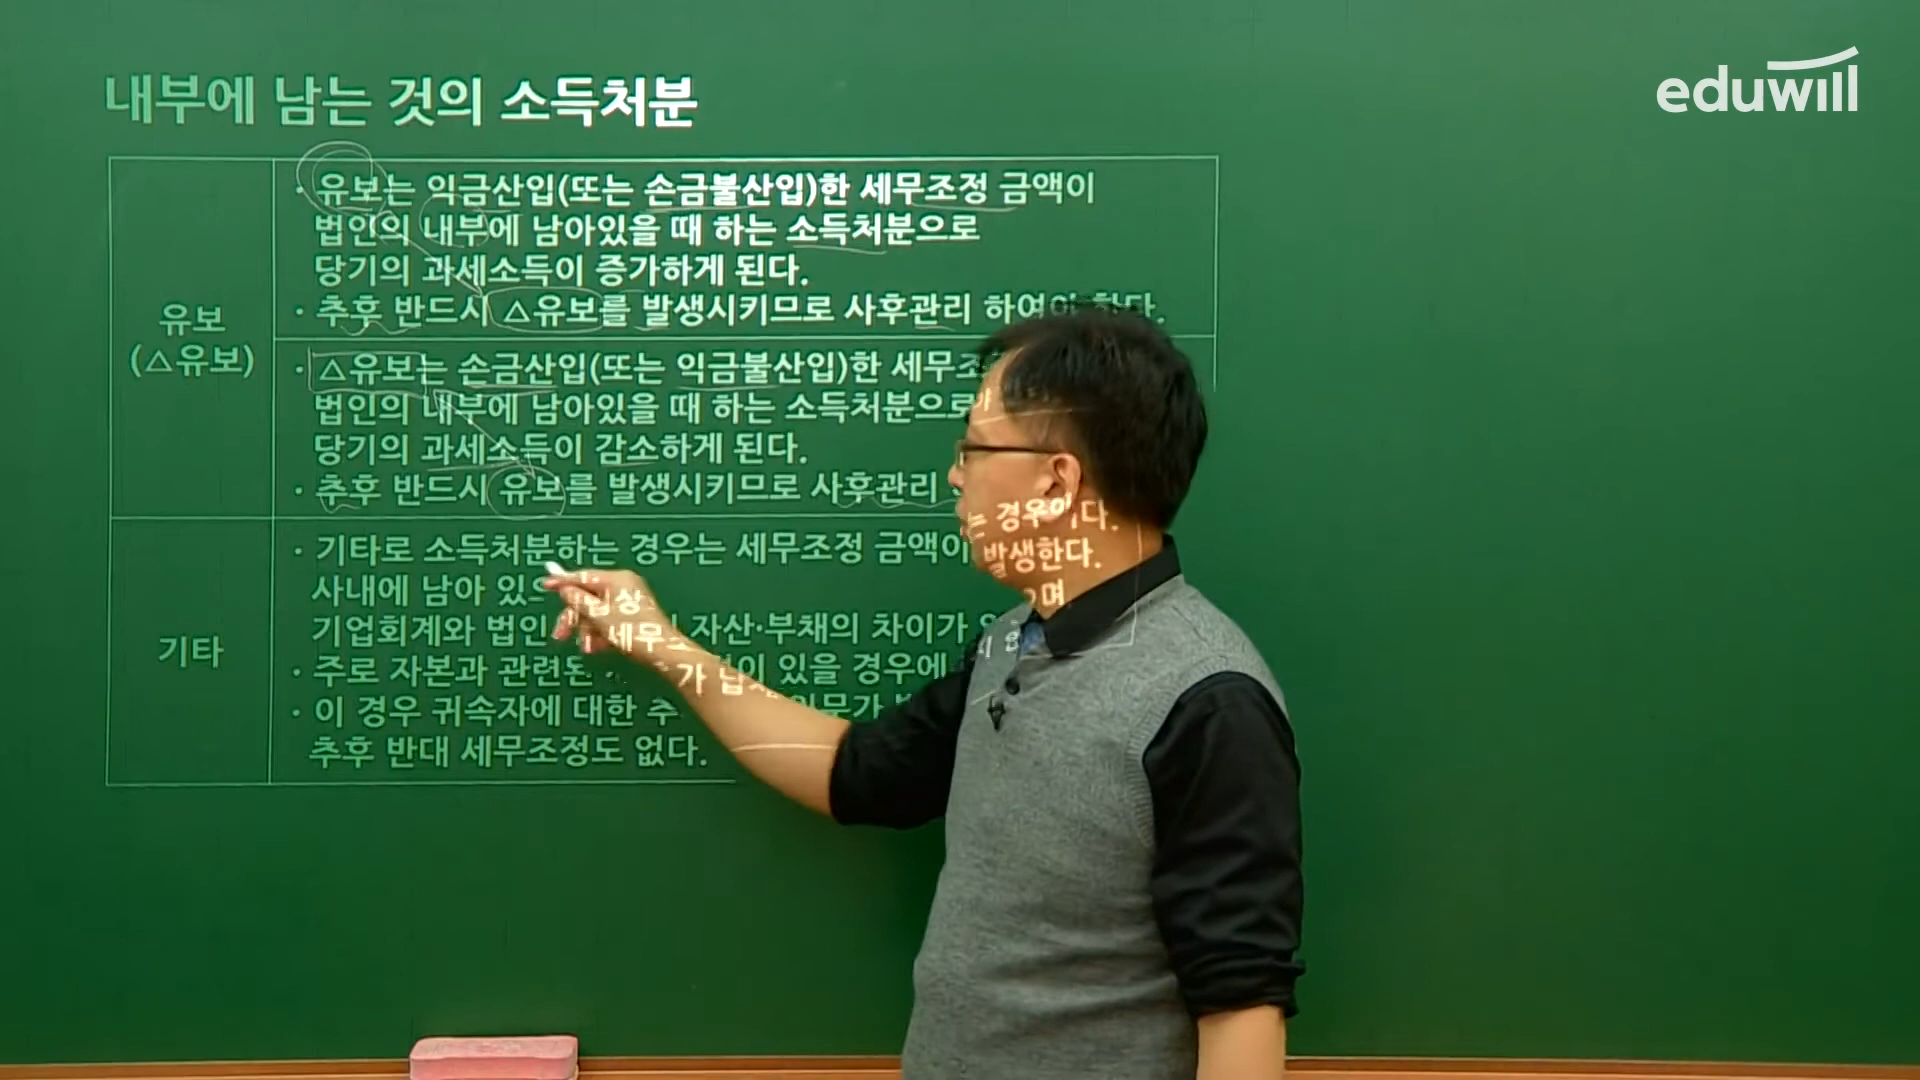 eduwill
내부에 남는 것의 소득처분
유보
(△유보)
· 유보는 익금산입(또는 손금불산입)한 세무조정 금액이
법인의 내부에 남아있을 때 하는 소득처분으로
당기의 과세소득이 증가하게 된다.
· 추후 반드시 △유보를 발생시키므로 사후관리 하여야 한다.
· △유보는 손금산입(또는 익금불산입)한 세무조
법인의 내부에 남아있을 때 하는 소득처분으로
당기의 과세소득이 감소하게 된다.
· 추후 반드시 유보를 발생시키므로 사후관리
기타
· 기타로 소득처분하는 경우는 세무조정 금액이 는 경우이다.
사내에 남아 있으 발생한다.
기업회계와 법인 세무 자산·부채의 차이가
· 주로 자본과 관련된 이 있을 경우에
· 이 경우 귀속자에 대한 추
추후 반대 세무조정도 없다.